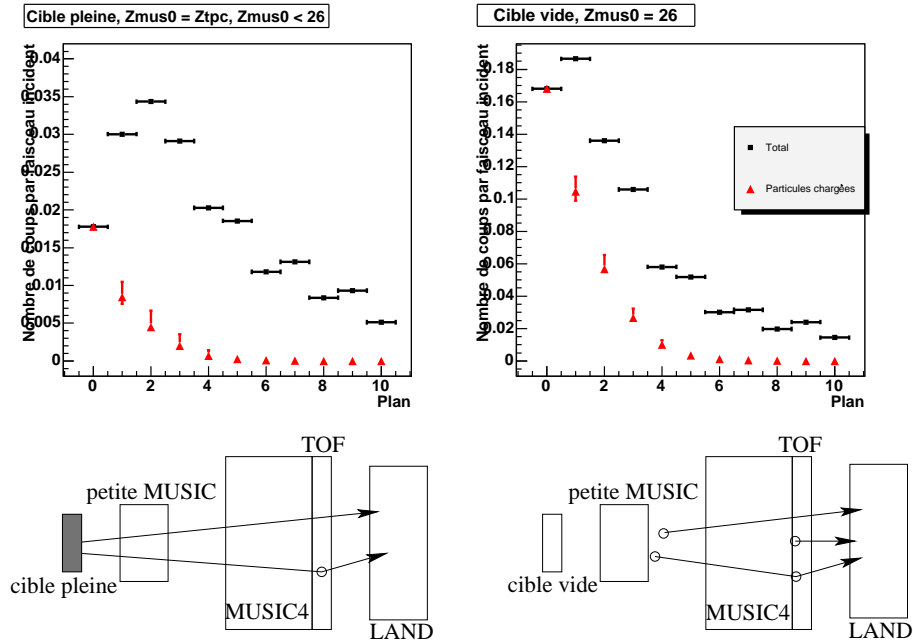 Cible pleine, Zmus0 = Ztpc, Zmus0 < 26
Nombre de coups par faisceau incident
0.04
0.035
0.03
0.025
0.02
0.015
0.01
0.005
0
0 2 4 6 8 10
Plan
Cible vide, Zmus0 = 26
Nombre de coups par faisceau incident
0.18
0.16
0.14
0.12
0.1
0.08
0.06
0.04
0.02
0
0 2 4 6 8 10
Plan
Total
Particules chargées
TOF
petite MUSIC
cible pleine
MUSIC4
LAND
TOF
petite MUSIC
cible vide
MUSIC4
LAND